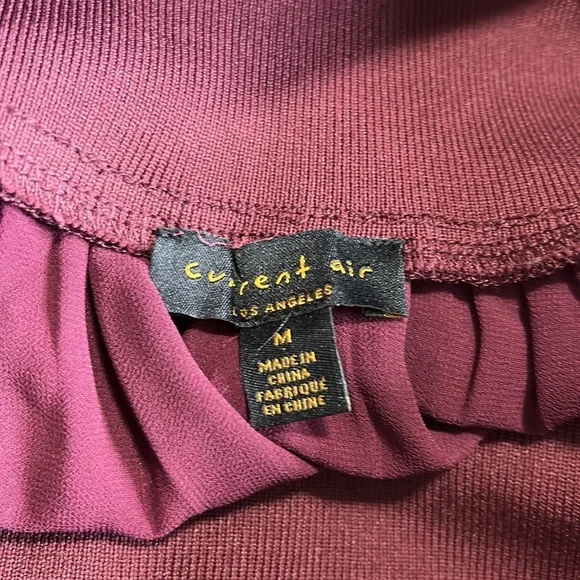 current air
LOS ANGELES
M
MADE IN
CHINA
FABRIQUÉ
EN CHINE